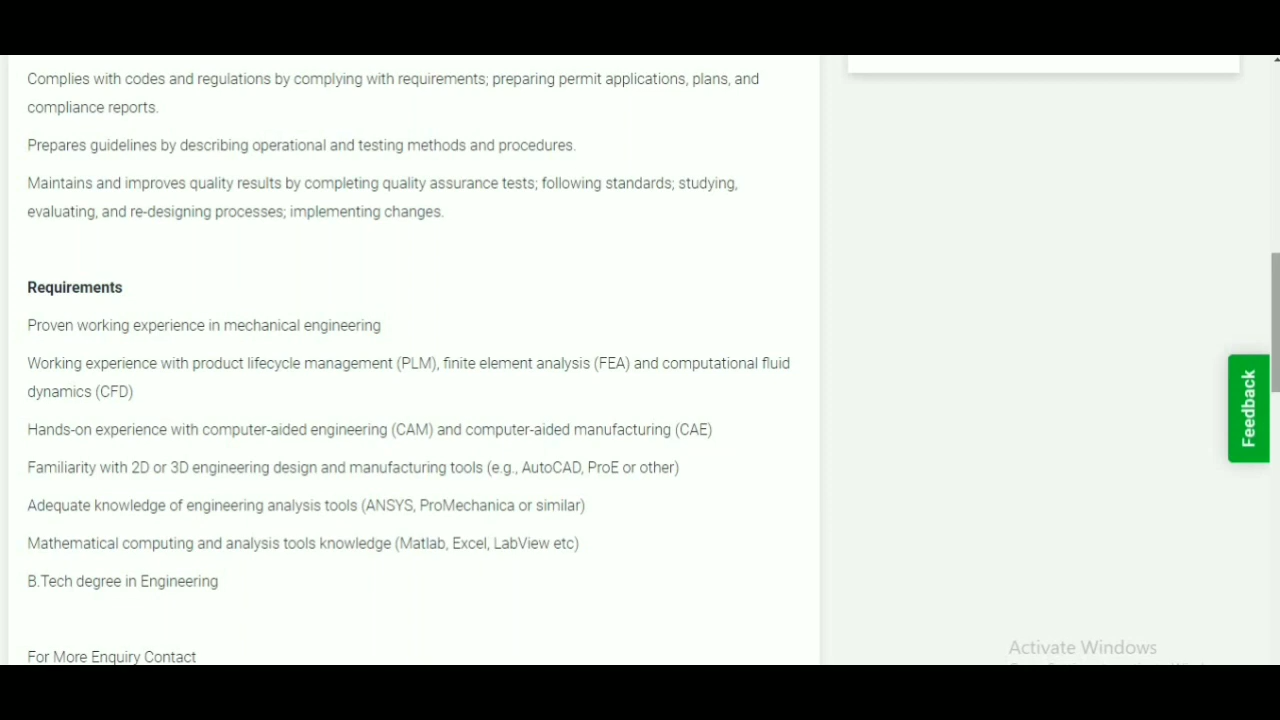 Complies with codes and regulations by complying with requirements; preparing permit applications, plans, and
compliance reports.
Prepares guidelines by describing operational and testing methods and procedures.
Maintains and improves quality results by completing quality assurance tests; following standards; studying,
evaluating, and re-designing processes; implementing changes.
Requirements
Proven working experience in mechanical engineering
Working experience with product lifecycle management (PLM), finite element analysis (FEA) and computational fluid
dynamics (CFD)
Hands-on experience with computer-aided engineering (CAM) and computer-aided manufacturing (CAE)
Familiarity with 2D or 3D engineering design and manufacturing tools (e.g., AutoCAD, ProE or other)
Adequate knowledge of engineering analysis tools (ANSYS, ProMechanica or similar)
Mathematical computing and analysis tools knowledge (Matlab, Excel, LabView etc)
B.Tech degree in Engineering
For More Enquiry Contact
Feedback
Activate Windows